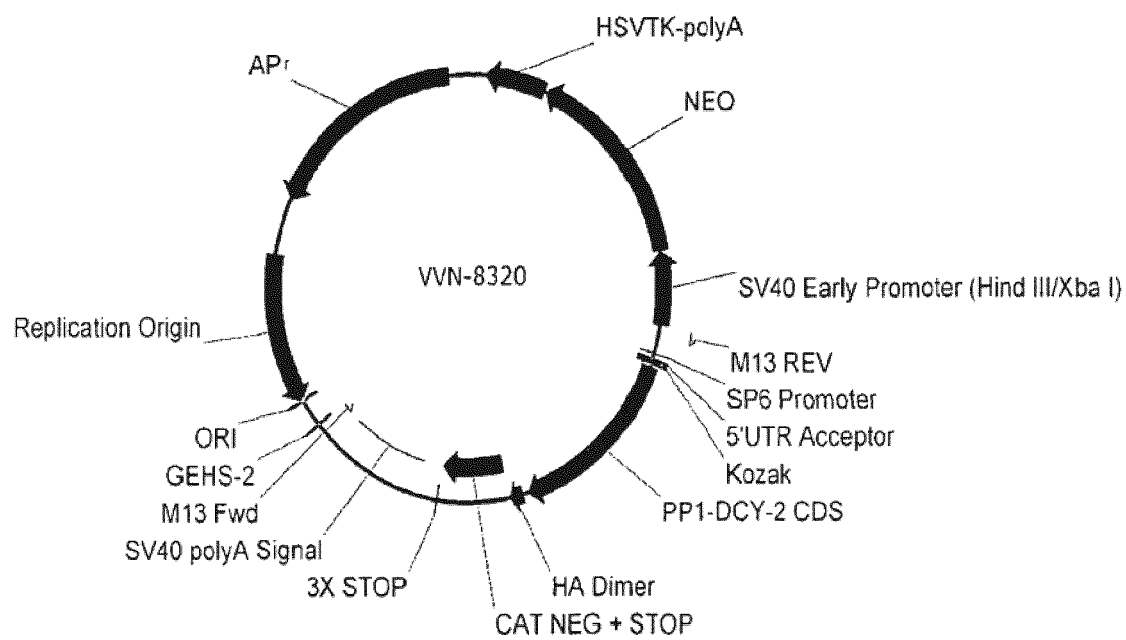 HSVTK-polyA
APr
NEO
VVN-8320
SV40 Early Promoter (Hind III/Xba I)
Replication Origin
M13 REV
SP6 Promoter
5'UTR Acceptor
Kozak
PP1-DCY-2 CDS
ORI
GEHS-2
M13 Fwd
SV40 polyA Signal
3X STOP
HA Dimer
CAT NEG + STOP